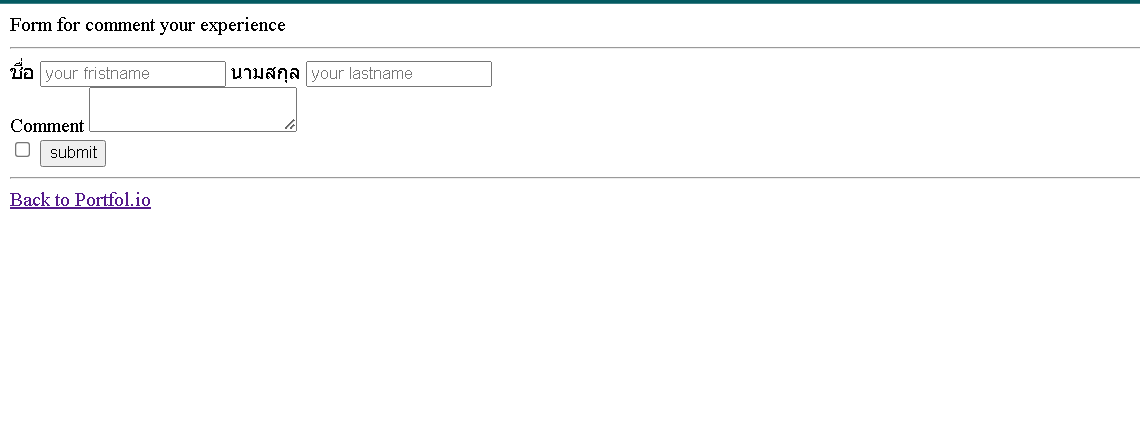 Form for comment your experience
ชื่อ your fristname นามสกุล your lastname
Comment
submit
Back to Portfol.io